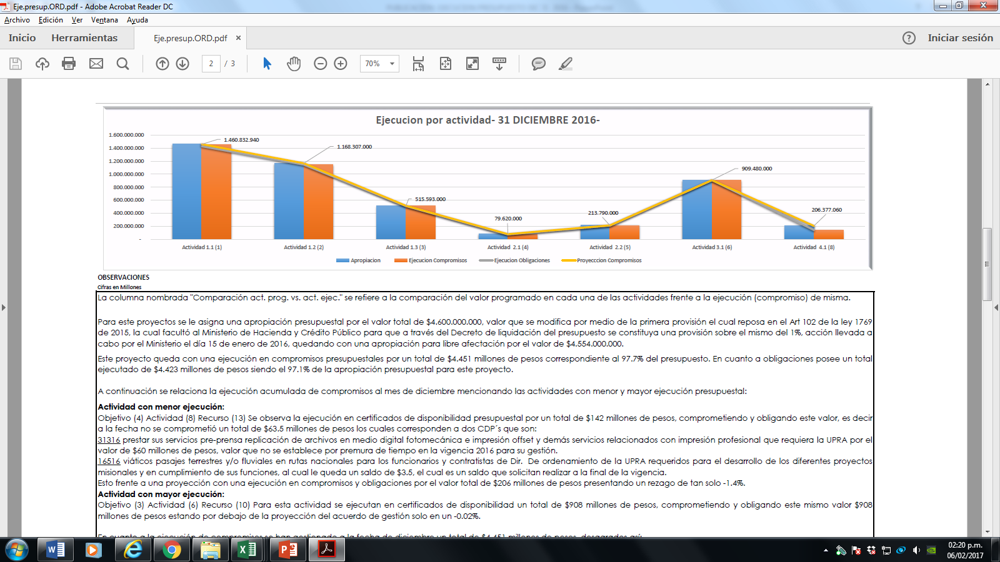 Eje.presup.ORD.pdf - Adobe Acrobat Reader DC
Archivo Edición Ver Ventana Ayuda
Inicio Herramientas Eje.presup.ORD.pdf × Iniciar sesión
2 / 3 70%
Ejecucion por actividad- 31 DICIEMBRE 2016-
1.600.000.000
1.400.000.000
1.200.000.000
1.000.000.000
800.000.000
600.000.000
400.000.000
200.000.000
-
1.460.832.940
1.168.307.000
515.593.000
79.620.000
213.790.000
909.480.000
206.377.060
Actividad 1.1 (1) Actividad 1.2 (2) Actividad 1.3 (3) Actividad 2.1 (4) Actividad 2.2 (5) Actividad 3.1 (6) Actividad 4.1 (8)
Apropiacion Ejecucion Compromisos Ejecucion Obligaciones Proyecccion Compromisos
OBSERVACIONES
Cifras en Millones
La columna nombrada "Comparación act. prog. vs. act. ejec." se refiere a la comparación del valor programado en cada una de las actividades frente a la ejecución (compromiso) de misma.
Para este proyectos se le asigna una apropiación presupuestal por el valor total de $4.600.000.000, valor que se modifica por medio de la primera provisión el cual reposa en el Art 102 de la ley 1769
de 2015, la cual facultó al Ministerio de Hacienda y Crédito Público para que a través del Decreto de liquidación del presupuesto se constituya una provisión sobre el mismo del 1%, acción llevada a
cabo por el Ministerio el día 15 de enero de 2016, quedando con una apropiación para libre afectación por el valor de $4.554.000.000.
Este proyecto queda con una ejecución en compromisos presupuestales por un total de $4.451 millones de pesos correspondiente al 97.7% del presupuesto. En cuanto a obligaciones posee un total
ejecutado de $4.423 millones de pesos siendo el 97.1% de la apropiación presupuestal para este proyecto.
A continuación se relaciona la ejecución acumulada de compromisos al mes de diciembre mencionando las actividades con menor y mayor ejecución presupuestal:
Actividad con menor ejecución:
Objetivo (4) Actividad (8) Recurso (13) Se observa la ejecución en certificados de disponibilidad presupuestal por un total de $142 millones de pesos, comprometiendo y obligando este valor, es decir
a la fecha no se comprometió un total de $63.5 millones de pesos los cuales corresponden a dos CDP´s que son:
31316 prestar sus servicios pre-prensa replicación de archivos en medio digital fotomecánica e impresión offset y demás servicios relacionados con impresión profesional que requiera la UPRA por el
valor de $60 millones de pesos, valor que no se establece por premura de tiempo en la vigencia 2016 para su gestión.
16516 viáticos pasajes terrestres y/o fluviales en rutas nacionales para los funcionarios y contratistas de Dir. De ordenamiento de la UPRA requeridos para el desarrollo de los diferentes proyectos
misionales y en cumplimiento de sus funciones, al cual le queda un saldo de $3.5, el cual es un saldo que solicitan realizar a la final de la vigencia.
Esto frente a una proyección con una ejecución en compromisos y obligaciones por el valor total de $206 millones de pesos presentando un rezago de tan solo -1.4%.
Actividad con mayor ejecución:
Objetivo (3) Actividad (6) Recurso (10) Para esta actividad se ejecutan en certificados de disponibilidad un total de $908 millones de pesos, comprometiendo y obligando este mismo valor $908
millones de pesos estando por debajo de la proyección del acuerdo de gestión solo en un -0.02%.
En cuanto a la ejecución de compromisos se han gestionado a la fecha de diciembre un total de $4.451 millones de pesos, desagrados así:
02:20 p.m.
06/02/2017